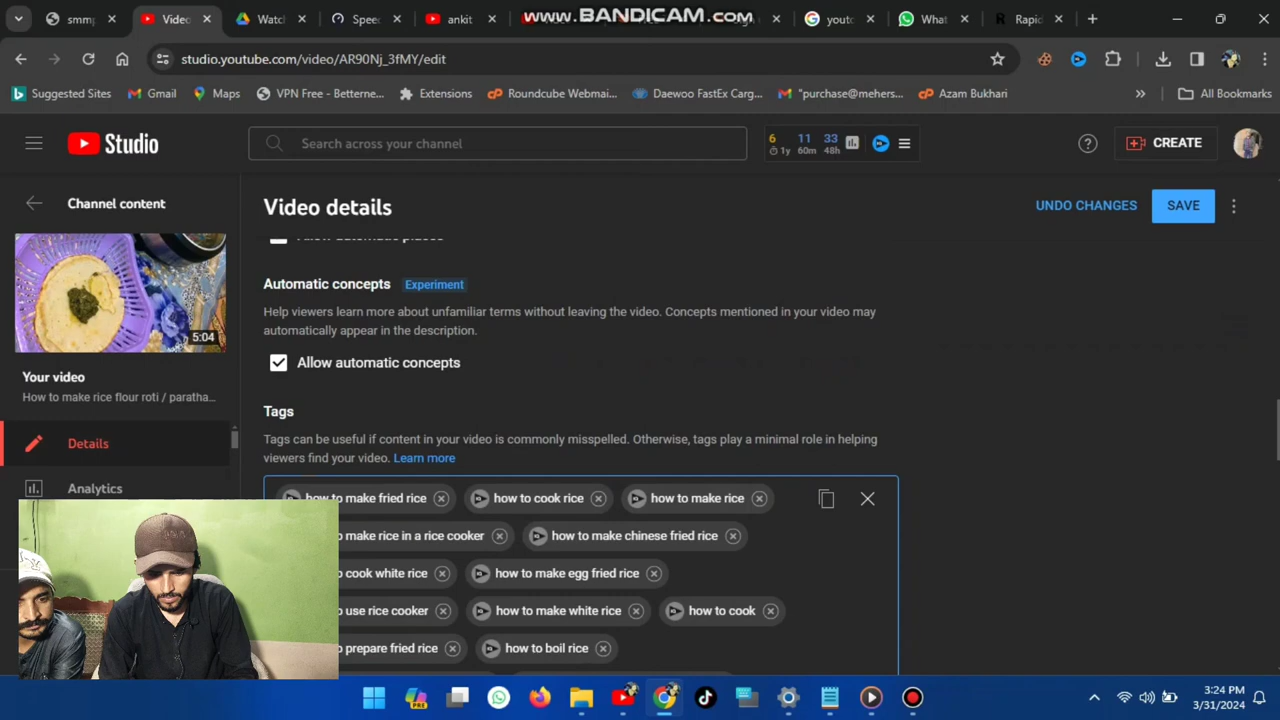 smmp
Video
Watch
Speed
ankit
www.BANDICAM.com
youto
What
Rapid
studio.youtube.com/video/AR90Nj_3fMY/edit
Suggested Sites
Gmail
Maps
VPN Free - Betterne...
Extensions
Roundcube Webmai...
Daewoo FastEx Carg...
"purchase@mehers...
Azam Bukhari
All Bookmarks
Studio
Search across your channel
6 11 33
1y 60m 48h
CREATE
Channel content
Video details
UNDO CHANGES
SAVE
5:04
Your video
How to make rice flour roti / paratha...
Details
Analytics
Automatic concepts Experiment
Help viewers learn more about unfamiliar terms without leaving the video. Concepts mentioned in your video may
automatically appear in the description.
Allow automatic concepts
Tags
Tags can be useful if content in your video is commonly misspelled. Otherwise, tags play a minimal role in helping
viewers find your video. Learn more
how to make fried rice how to cook rice how to make rice
make rice in a rice cooker how to make chinese fried rice
cook white rice how to make egg fried rice
use rice cooker how to make white rice how to cook
prepare fried rice how to boil rice
PRE
3:24 PM
3/31/2024